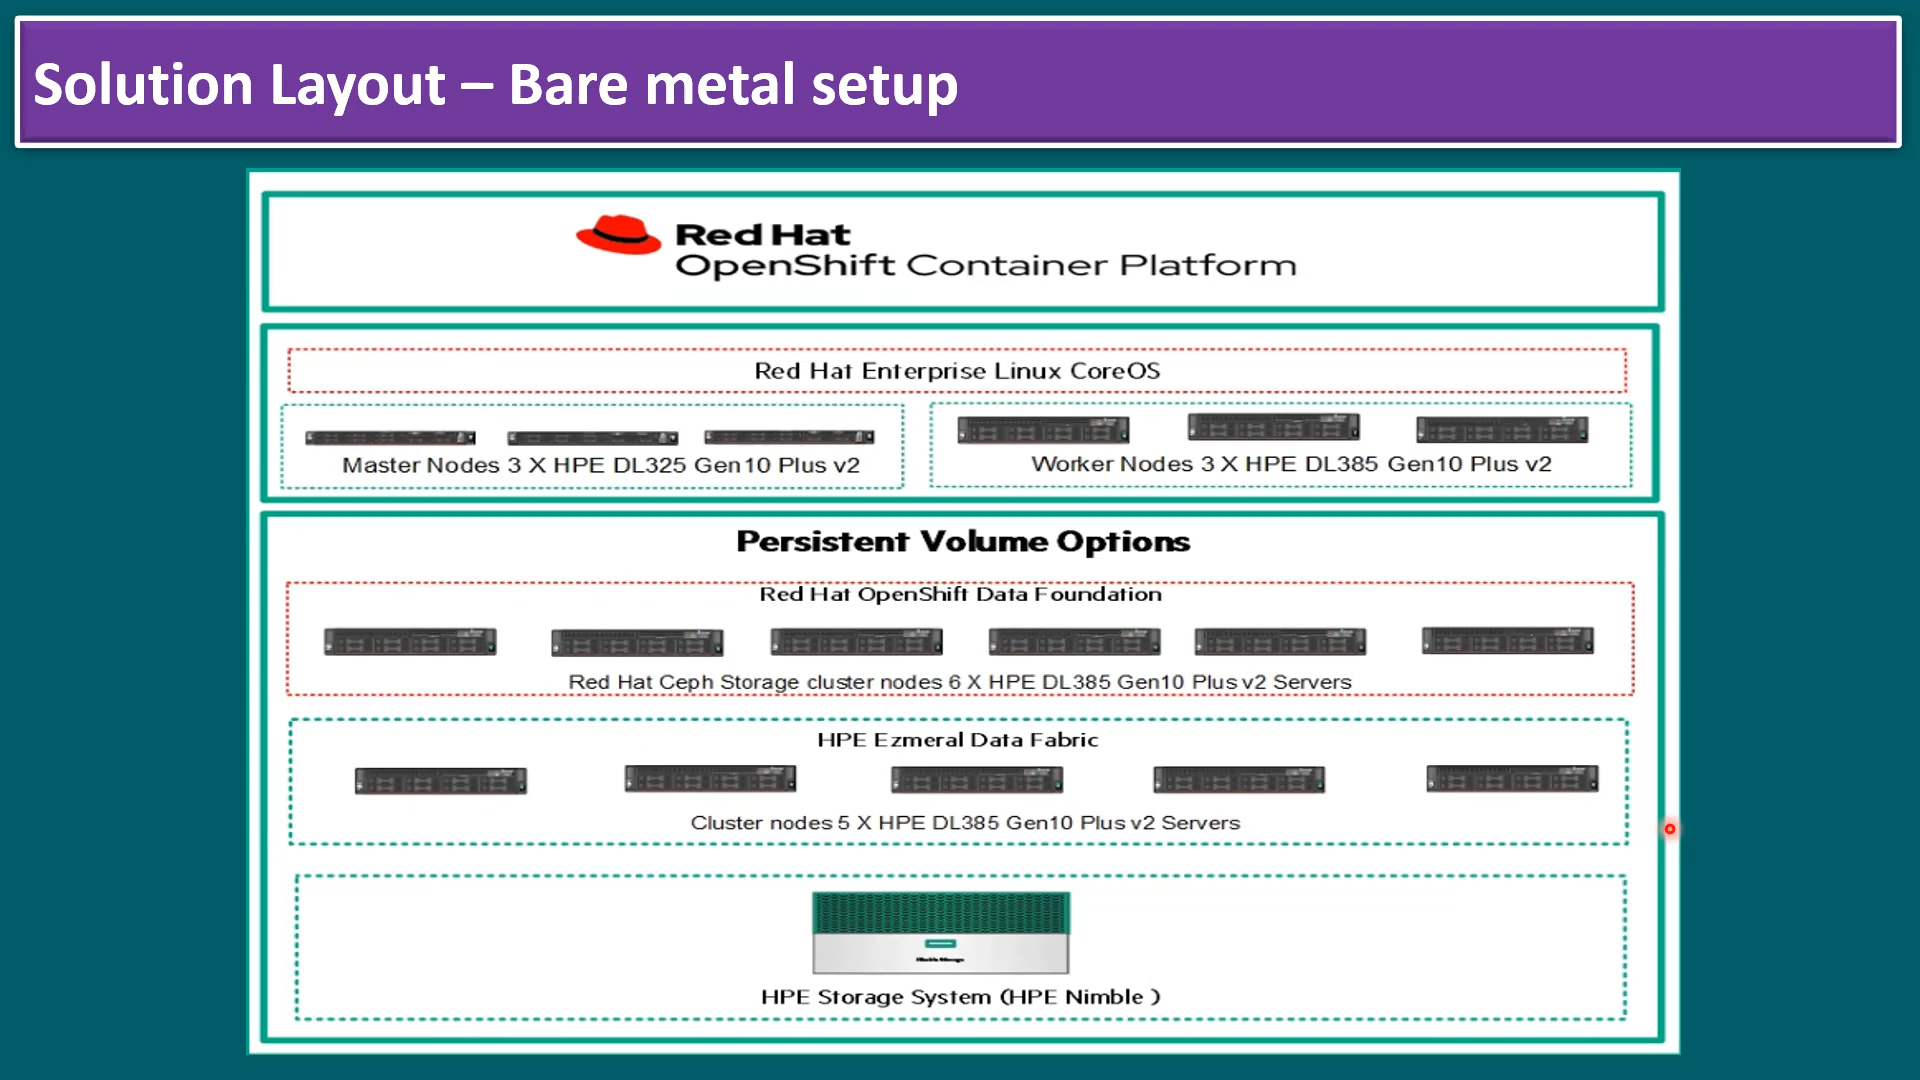 Solution Layout – Bare metal setup
Red Hat
OpenShift Container Platform
Red Hat Enterprise Linux CoreOS
Master Nodes 3 X HPE DL325 Gen10 Plus v2
Worker Nodes 3 X HPE DL385 Gen10 Plus v2
Persistent Volume Options
Red Hat OpenShift Data Foundation
Red Hat Ceph Storage cluster nodes 6 X HPE DL385 Gen10 Plus v2 Servers
HPE Ezmeral Data Fabric
Cluster nodes 5 X HPE DL385 Gen10 Plus v2 Servers
HPE Storage System (HPE Nimble )